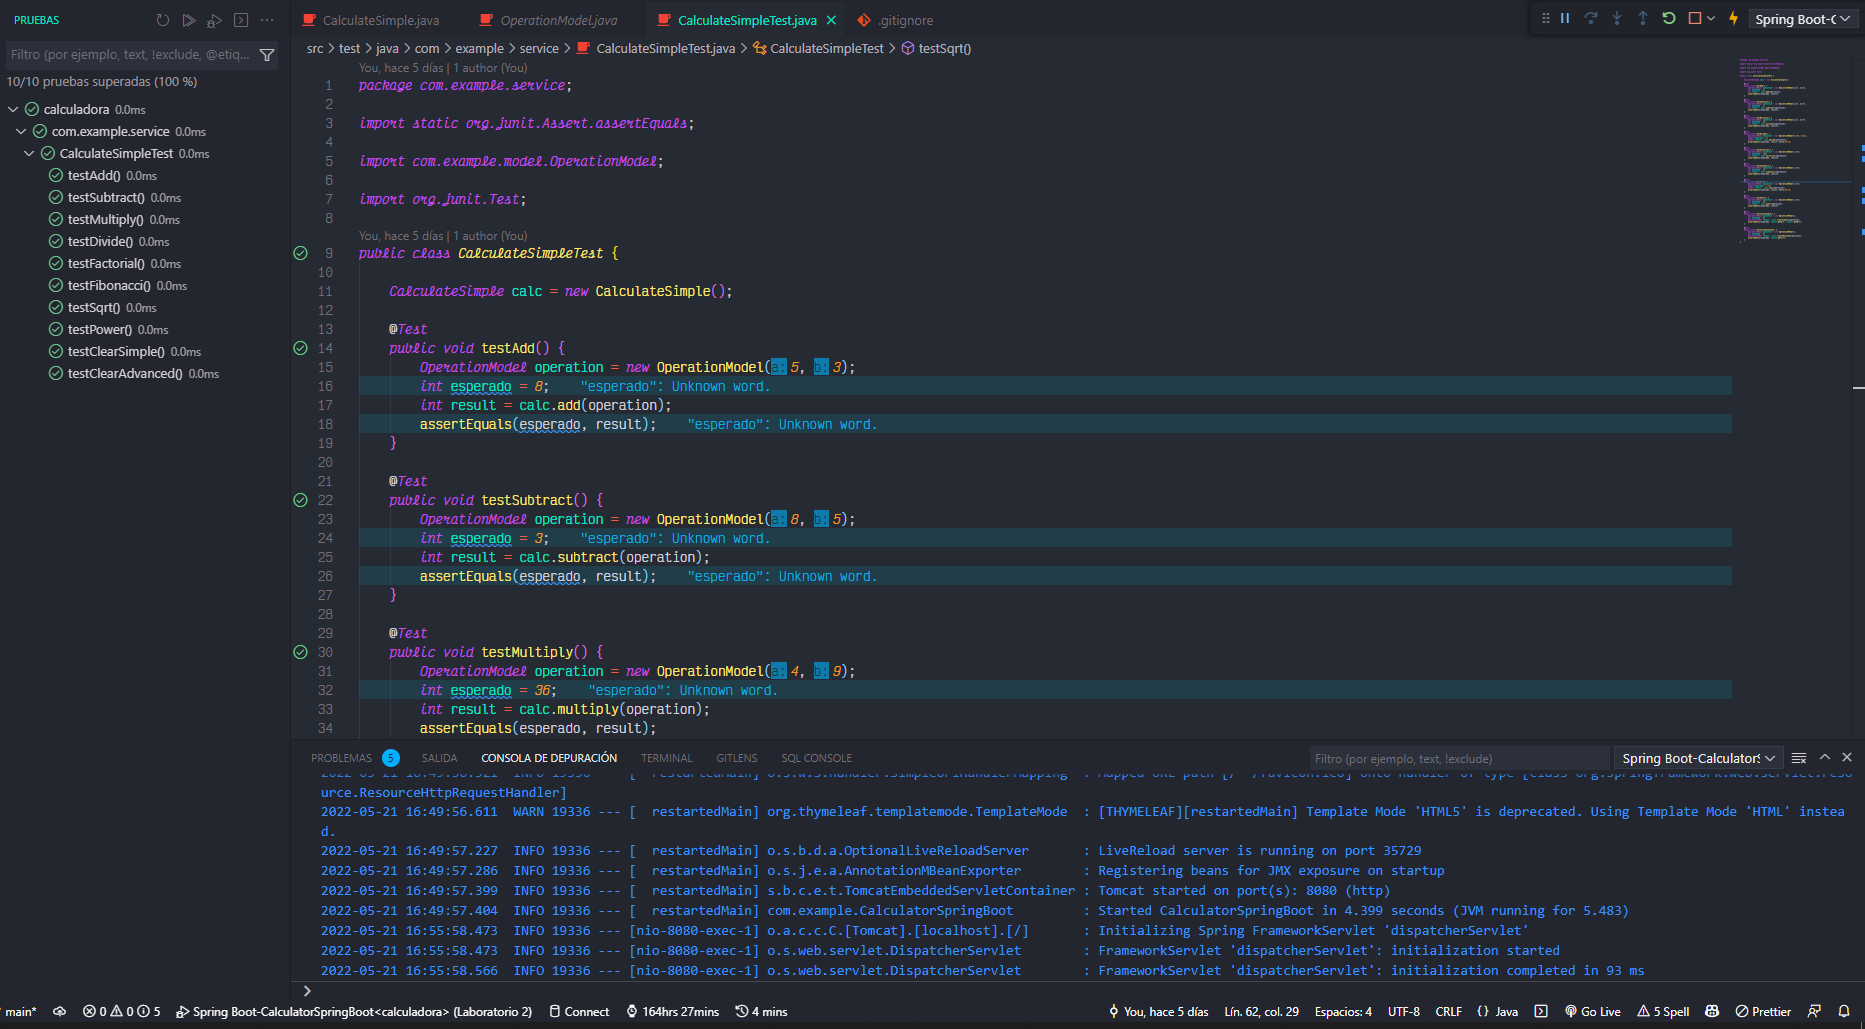 PRUEBAS
Filtro (por ejemplo, text, !exclude, @etiq...
10/10 pruebas superadas (100 %)
calculadora 0.0ms
com.example.service 0.0ms
CalculateSimpleTest 0.0ms
testAdd() 0.0ms
testSubtract() 0.0ms
testMultiply() 0.0ms
testDivide() 0.0ms
testFactorial() 0.0ms
testFibonacci() 0.0ms
testSqrt() 0.0ms
testPower() 0.0ms
testClearSimple() 0.0ms
testClearAdvanced() 0.0ms
CalculateSimple.java OperationModel.java CalculateSimpleTest.java .gitignore
Spring Boot-C
src > test > java > com > example > service > CalculateSimpleTest.java > CalculateSimpleTest > testSqrt()
You, hace 5 días | 1 author (You)
1 package com.example.service;
2
3 import static org.junit.Assert.assertEquals;
4
5 import com.example.model.OperationModel;
6
7 import org.junit.Test;
8
You, hace 5 días | 1 author (You)
9 public class CalculateSimpleTest {
10
11 CalculateSimple calc = new CalculateSimple();
12
13 @Test
14 public void testAdd() {
15 OperationModel operation = new OperationModel(a: 5, b: 3);
16 int esperado = 8; "esperado": Unknown word.
17 int result = calc.add(operation);
18 assertEquals(esperado, result); "esperado": Unknown word.
19 }
20
21 @Test
22 public void testSubtract() {
23 OperationModel operation = new OperationModel(a: 8, b: 5);
24 int esperado = 3; "esperado": Unknown word.
25 int result = calc.subtract(operation);
26 assertEquals(esperado, result); "esperado": Unknown word.
27 }
28
29 @Test
30 public void testMultiply() {
31 OperationModel operation = new OperationModel(a: 4, b: 9);
32 int esperado = 36; "esperado": Unknown word.
33 int result = calc.multiply(operation);
34 assertEquals(esperado, result);
PROBLEMAS 5 SALIDA CONSOLA DE DEPURACIÓN TERMINAL GITLENS SQL CONSOLE
Filtro (por ejemplo, text, !exclude) Spring Boot-CalculatorS
ource.ResourceHttpRequestHandler]
2022-05-21 16:49:56.611 WARN 19336 --- [ restartedMain] org.thymeleaf.templatemode.TemplateMode : [THYMELEAF][restartedMain] Template Mode 'HTML5' is deprecated. Using Template Mode 'HTML' instea
d.
2022-05-21 16:49:57.227 INFO 19336 --- [ restartedMain] o.s.b.d.a.OptionalLiveReloadServer : LiveReload server is running on port 35729
2022-05-21 16:49:57.286 INFO 19336 --- [ restartedMain] o.s.j.e.a.AnnotationMBeanExporter : Registering beans for JMX exposure on startup
2022-05-21 16:49:57.399 INFO 19336 --- [ restartedMain] s.b.c.e.t.TomcatEmbeddedServletContainer : Tomcat started on port(s): 8080 (http)
2022-05-21 16:49:57.404 INFO 19336 --- [ restartedMain] com.example.CalculatorSpringBoot : Started CalculatorSpringBoot in 4.399 seconds (JVM running for 5.483)
2022-05-21 16:55:58.473 INFO 19336 --- [nio-8080-exec-1] o.a.c.c.C.[Tomcat].[localhost].[/] : Initializing Spring FrameworkServlet 'dispatcherServlet'
2022-05-21 16:55:58.473 INFO 19336 --- [nio-8080-exec-1] o.s.web.servlet.DispatcherServlet : FrameworkServlet 'dispatcherServlet': initialization started
2022-05-21 16:55:58.566 INFO 19336 --- [nio-8080-exec-1] o.s.web.servlet.DispatcherServlet : FrameworkServlet 'dispatcherServlet': initialization completed in 93 ms
>
main* 0 0 5 Spring Boot-CalculatorSpringBoot<calculadora> (Laboratorio 2) Connect 164hrs 27mins 4 mins You, hace 5 días Lín. 62, col. 29 Espacios: 4 UTF-8 CRLF {} Java Go Live 5 Spell Prettier